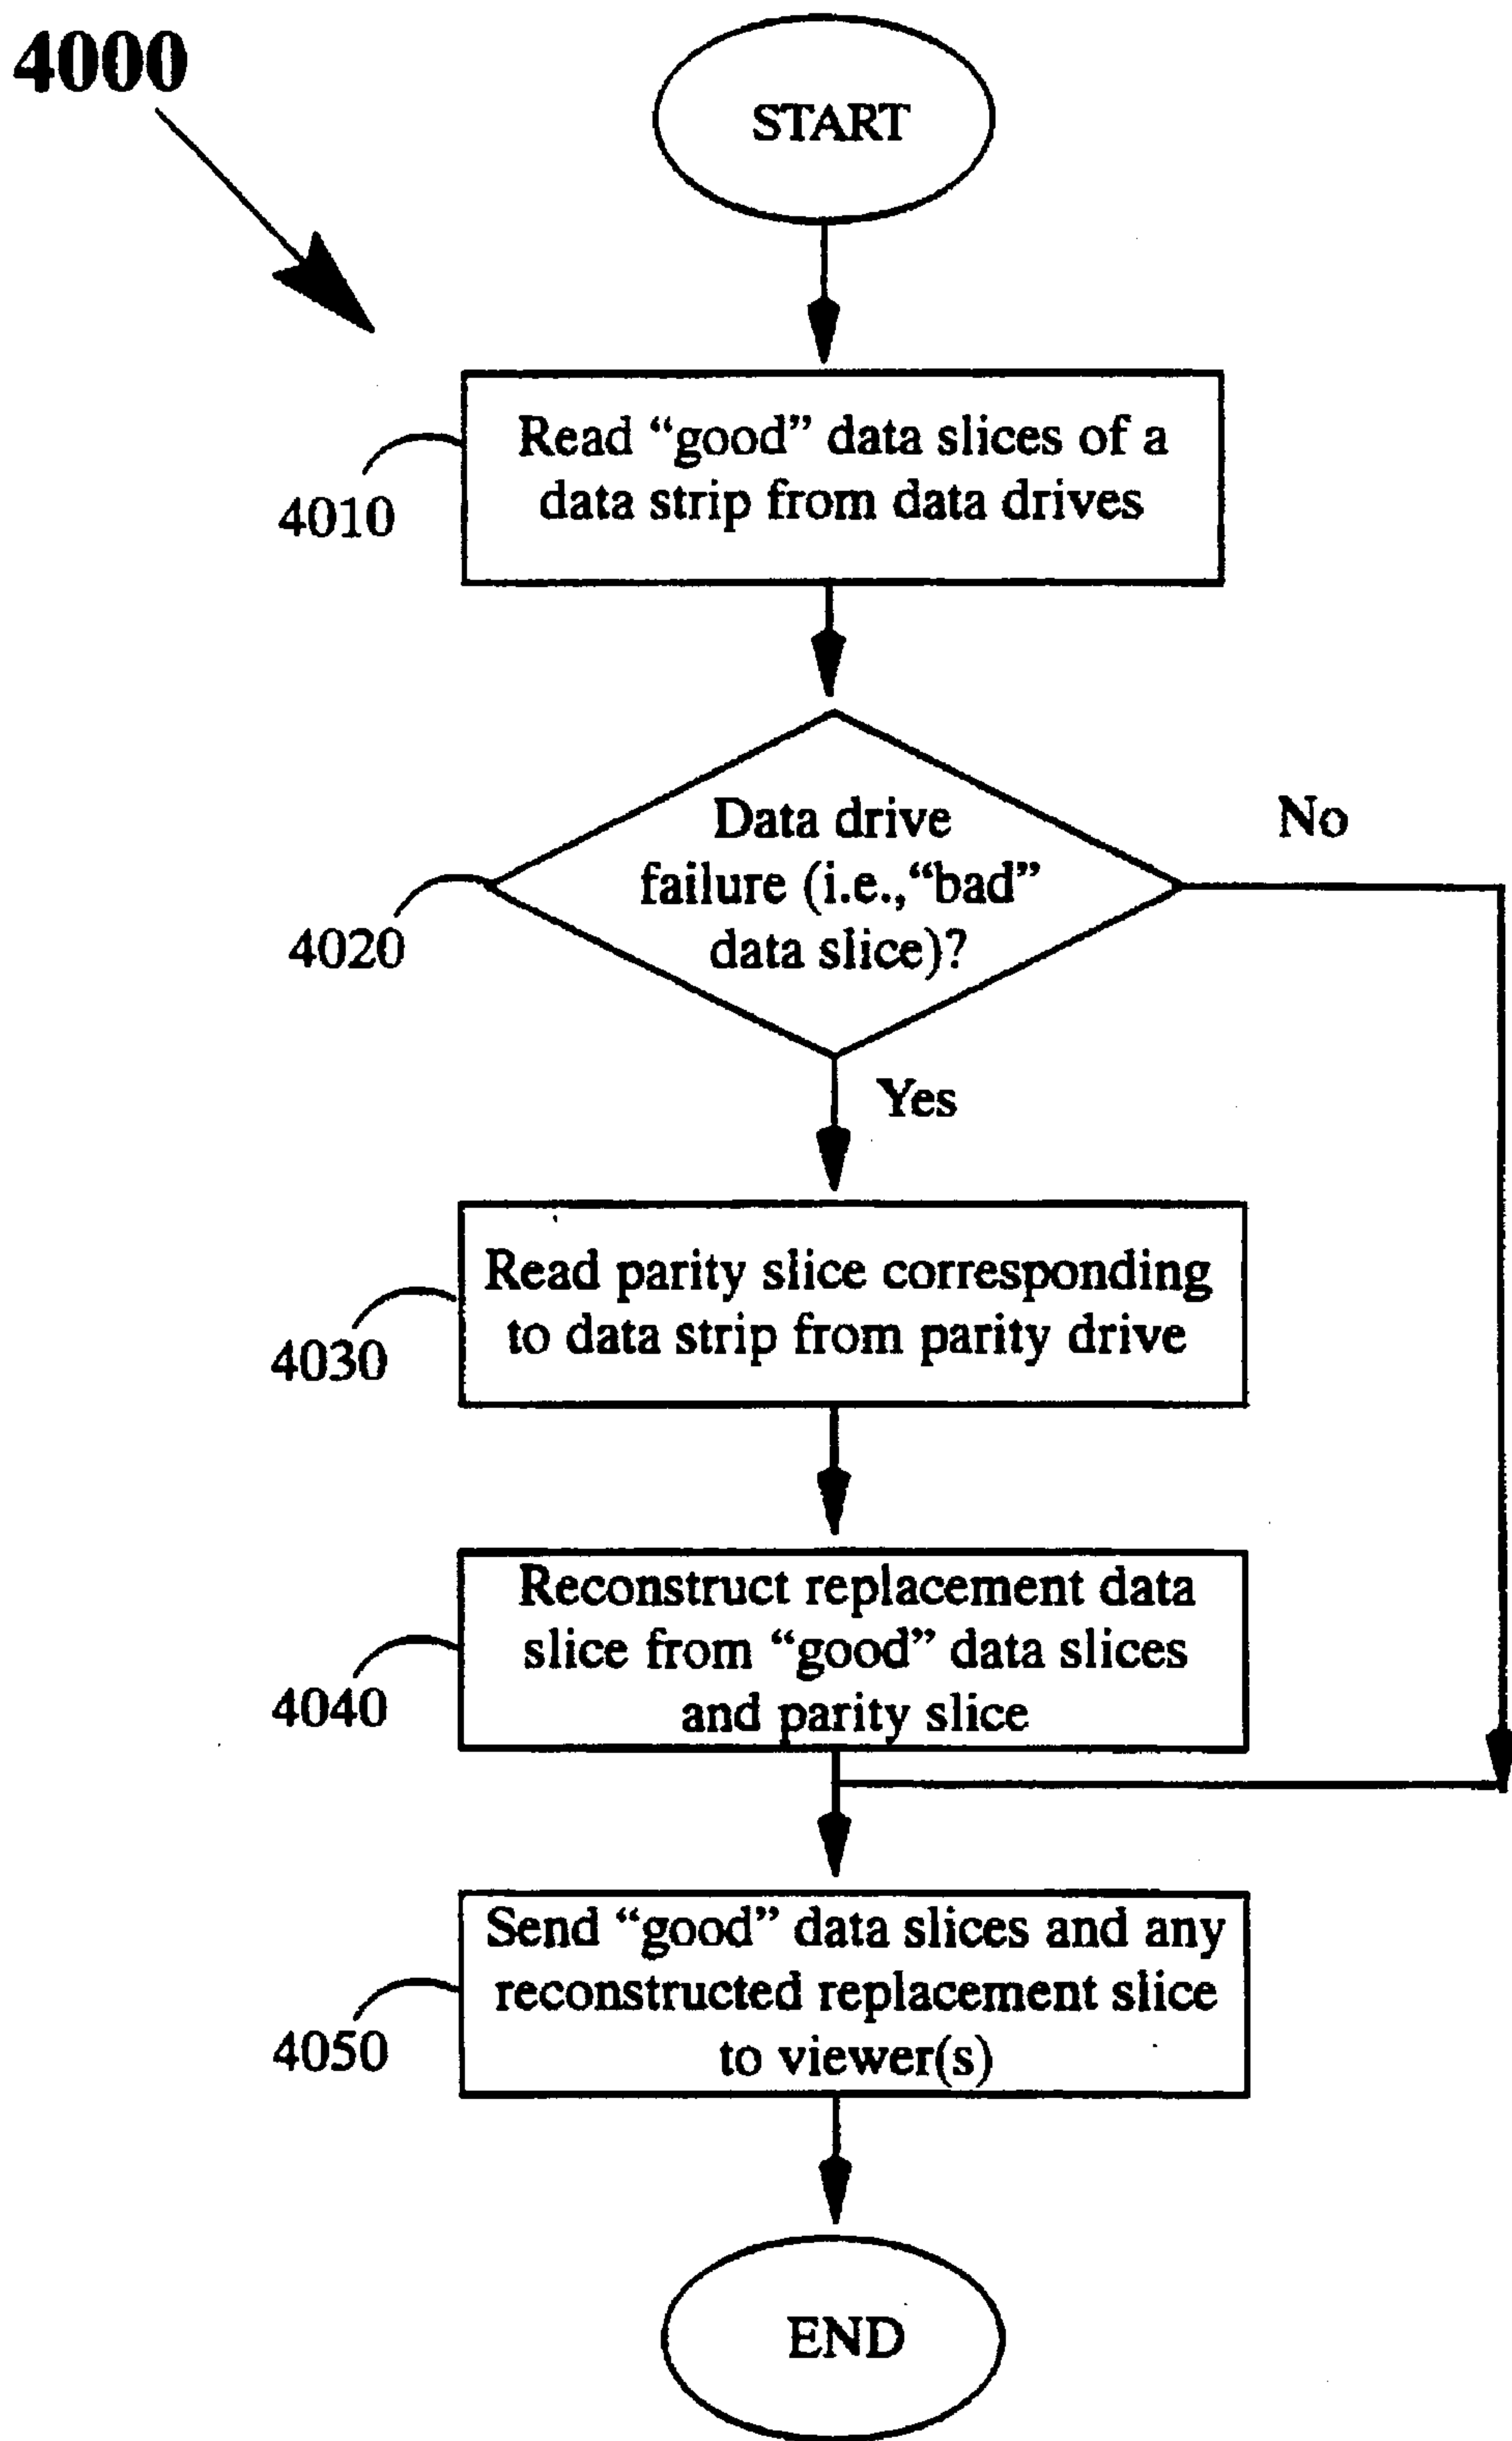 4000
START
Read “good” data slices of a
data strip from data drives
4010
Data drive
failure (i.e.,“bad”
data slice)?
No
4020
Yes
Read parity slice corresponding
to data strip from parity drive
4030
Reconstruct replacement data
slice from “good” data slices
and parity slice
4040
Send “good” data slices and any
reconstructed replacement slice
to viewer(s)
4050
END